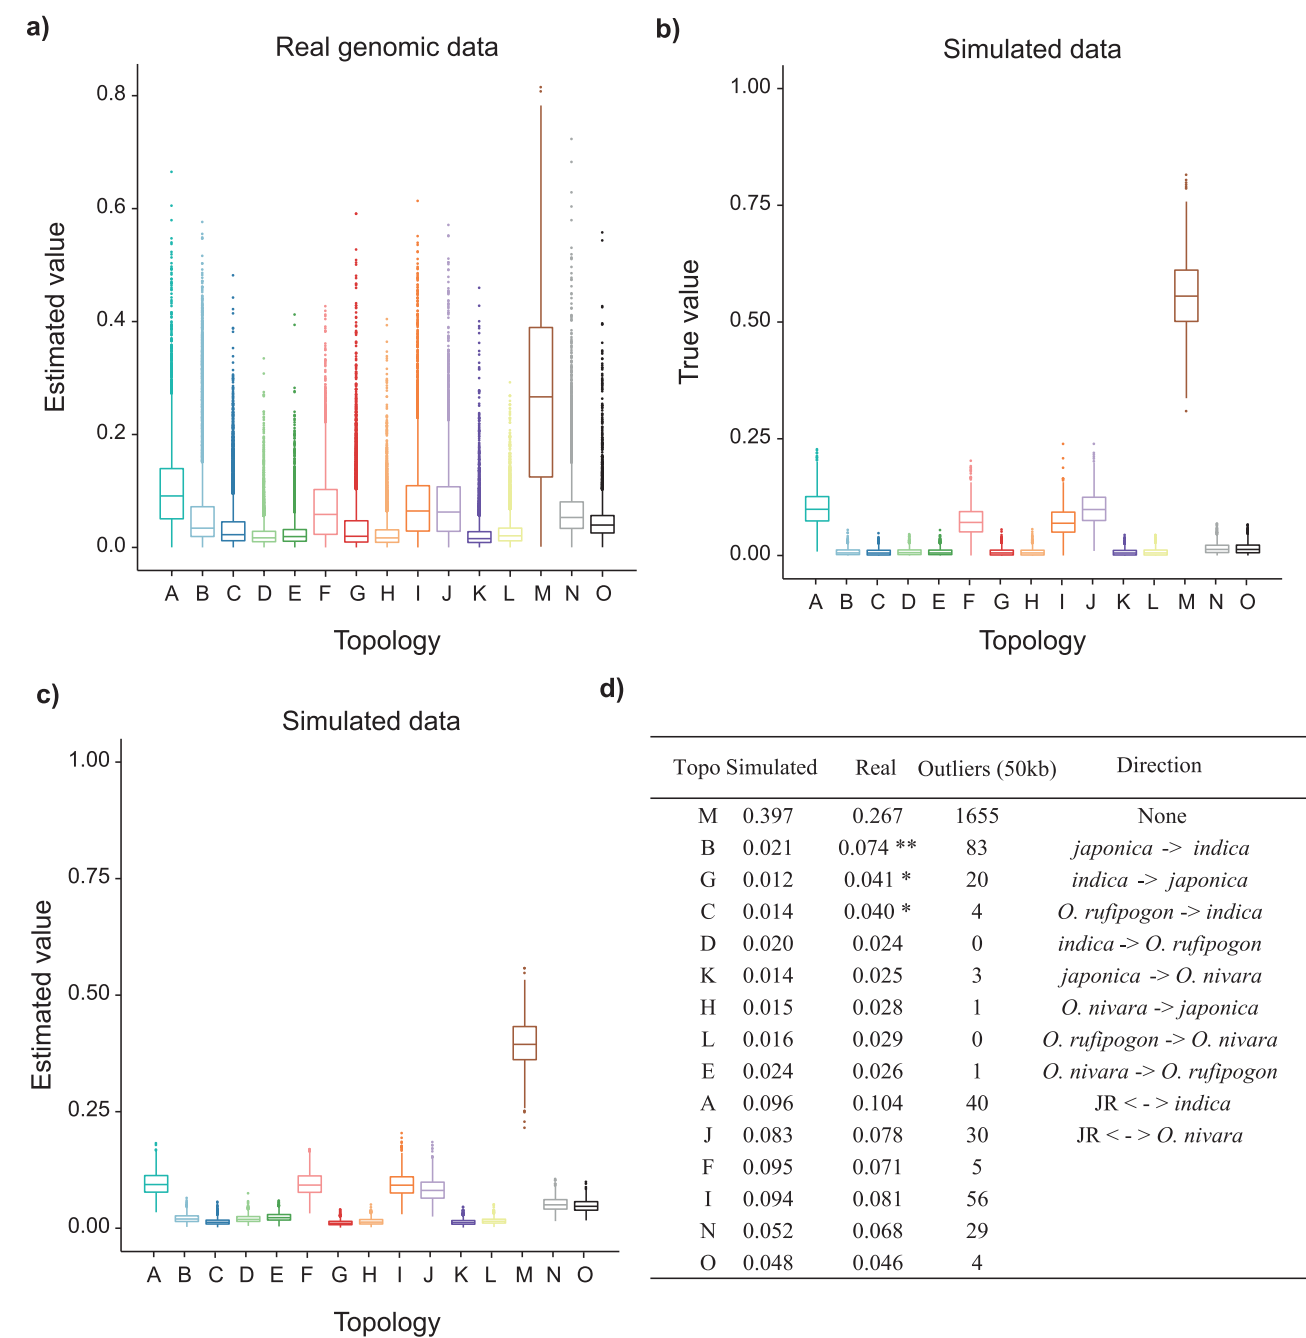 a)
Real genomic data
Estimated value
0.8
0.6
0.4
0.2
0.0
A B C D E F G H I J K L M N O
Topology
b)
Simulated data
True value
1.00
0.75
0.50
0.25
0.00
A B C D E F G H I J K L M N O
Topology
c)
Simulated data
Estimated value
1.00
0.75
0.50
0.25
0.00
A B C D E F G H I J K L M N O
Topology
d)
Topo Simulated Real Outliers (50kb) Direction
M 0.397 0.267 1655 None
B 0.021 0.074 ** 83 japonica -> indica
G 0.012 0.041 * 20 indica -> japonica
C 0.014 0.040 * 4 O. rufipogon -> indica
D 0.020 0.024 0 indica -> O. rufipogon
K 0.014 0.025 3 japonica -> O. nivara
H 0.015 0.028 1 O. nivara -> japonica
L 0.016 0.029 0 O. rufipogon -> O. nivara
E 0.024 0.026 1 O. nivara -> O. rufipogon
A 0.096 0.104 40 JR < - > indica
J 0.083 0.078 30 JR < - > O. nivara
F 0.095 0.071 5
I 0.094 0.081 56
N 0.052 0.068 29
O 0.048 0.046 4